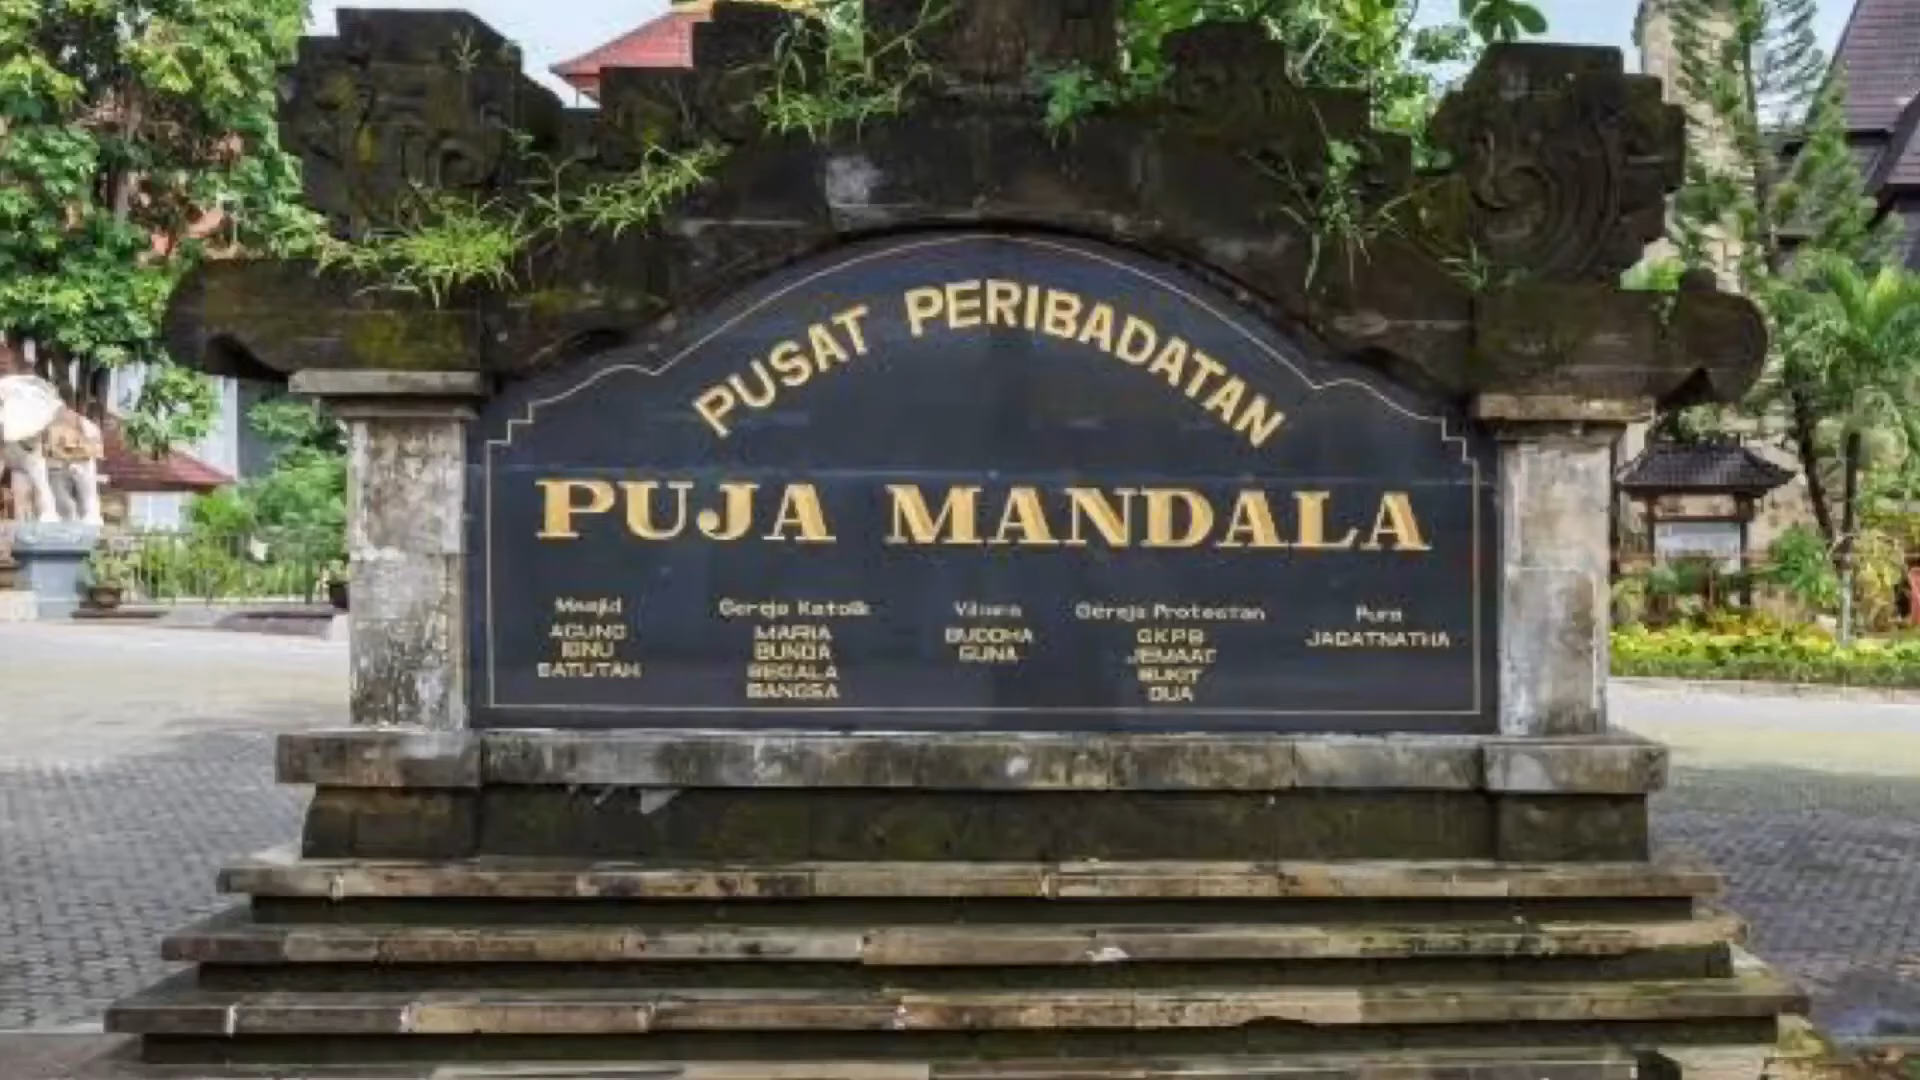 PUSAT PERIBADATAN
PUJA MANDALA
Masjid
AGUNG
IBNU
BATUTAH
Gereja Katolik
MARIA
BUNDA
SEGALA
BANGSA
Vihara
BUDDHA
GUNA
Gereja Protestan
GKPB
JEMAAT
BUKIT
DOA
Pura
JAGATNATHA